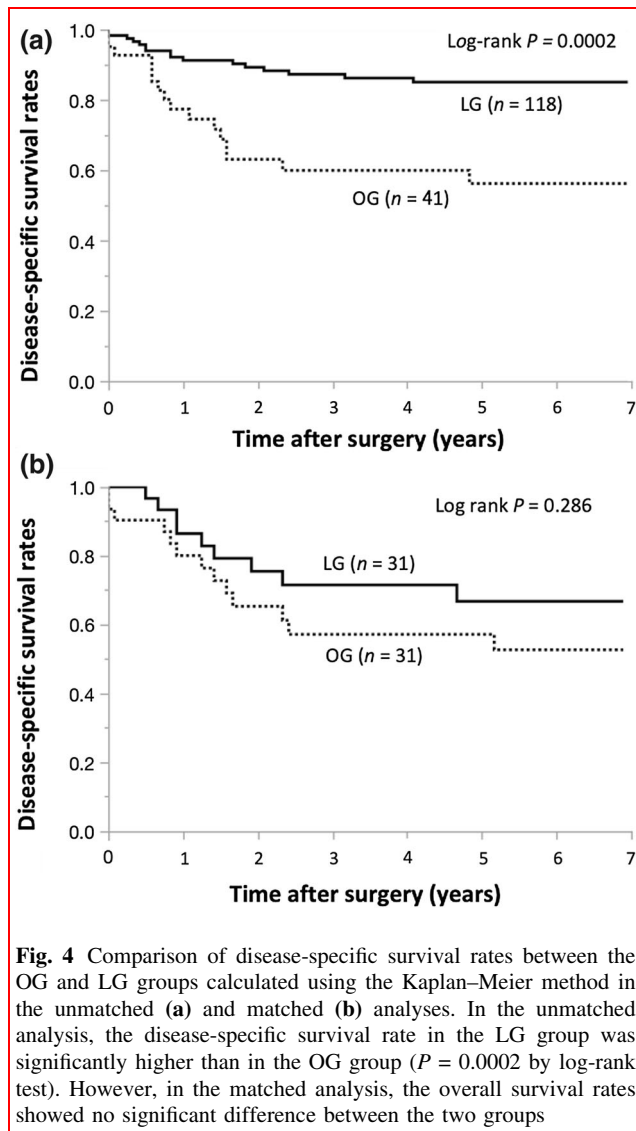 (a)
1.0
Log-rank P = 0.0002
0.8
LG (n = 118)
0.6
OG (n = 41)
0.4
0.2
0.0
Disease-specific survival rates
0 1 2 3 4 5 6 7
Time after surgery (years)
(b)
1.0
Log rank P = 0.286
0.8
LG (n = 31)
0.6
OG (n = 31)
0.4
0.2
0.0
Disease-specific survival rates
0 1 2 3 4 5 6 7
Time after surgery (years)
Fig. 4 Comparison of disease-specific survival rates between the
OG and LG groups calculated using the Kaplan–Meier method in
the unmatched (a) and matched (b) analyses. In the unmatched
analysis, the disease-specific survival rate in the LG group was
significantly higher than in the OG group (P = 0.0002 by log-rank
test). However, in the matched analysis, the overall survival rates
showed no significant difference between the two groups